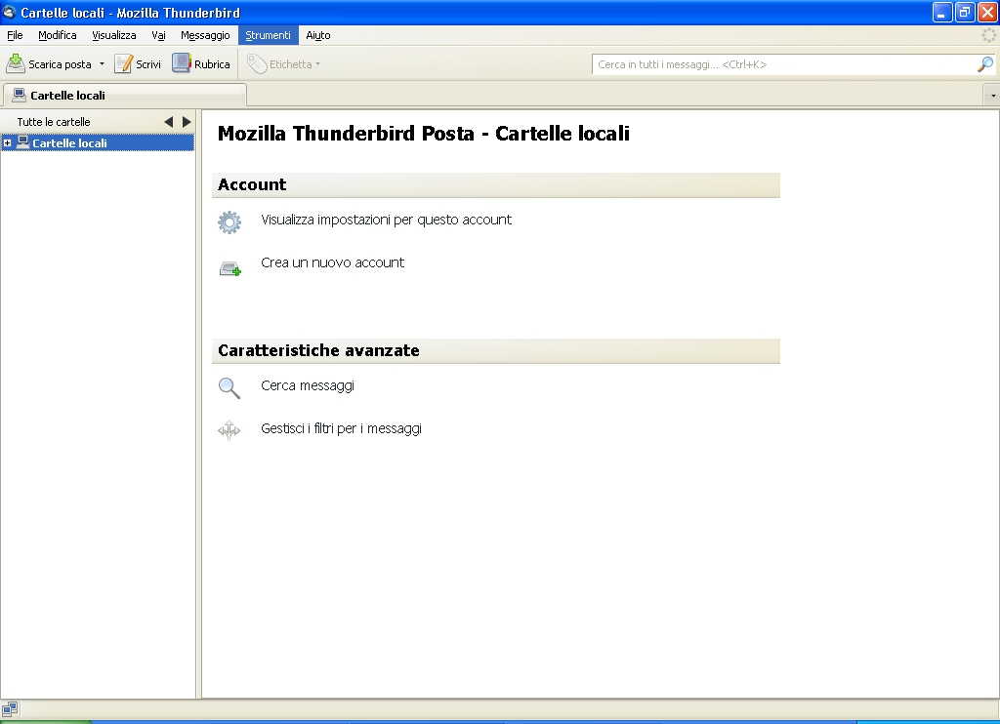 Cartelle locali - Mozilla Thunderbird
File Modifica Visualizza Vai Messaggio Strumenti Aiuto
Scarica posta Scrivi Rubrica Etichetta Cerca in tutti i messaggi... <Ctrl+K>
Cartelle locali
Tutte le cartelle
Cartelle locali
Mozilla Thunderbird Posta - Cartelle locali
Account
Visualizza impostazioni per questo account
Crea un nuovo account
Caratteristiche avanzate
Cerca messaggi
Gestisci i filtri per i messaggi